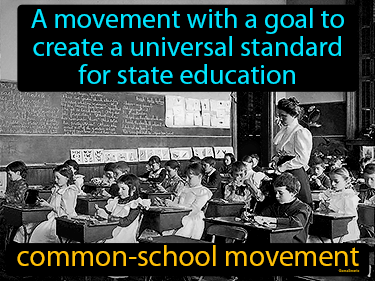 A movement with a goal to
create a universal standard
for state education
common-school movement